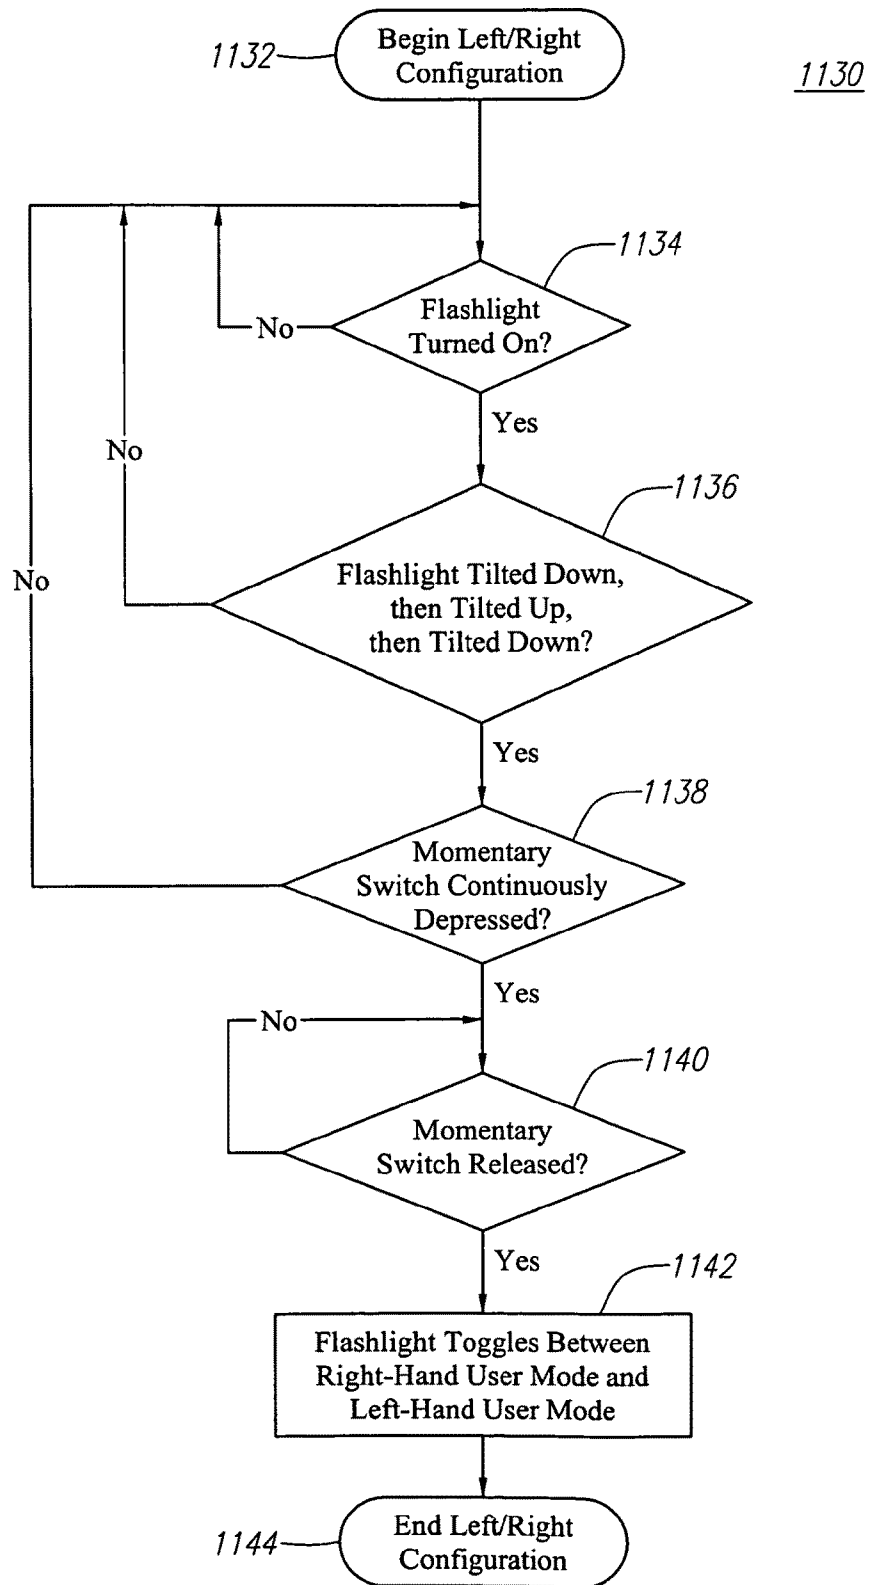 Begin Left/Right
Configuration
1132
1130
1134
Flashlight
Turned On?
No
Yes
No
1136
Flashlight Tilted Down,
then Tilted Up,
then Tilted Down?
No
Yes
1138
Momentary
Switch Continuously
Depressed?
Yes
No
1140
Momentary
Switch Released?
Yes
1142
Flashlight Toggles Between
Right-Hand User Mode and
Left-Hand User Mode
End Left/Right
Configuration
1144